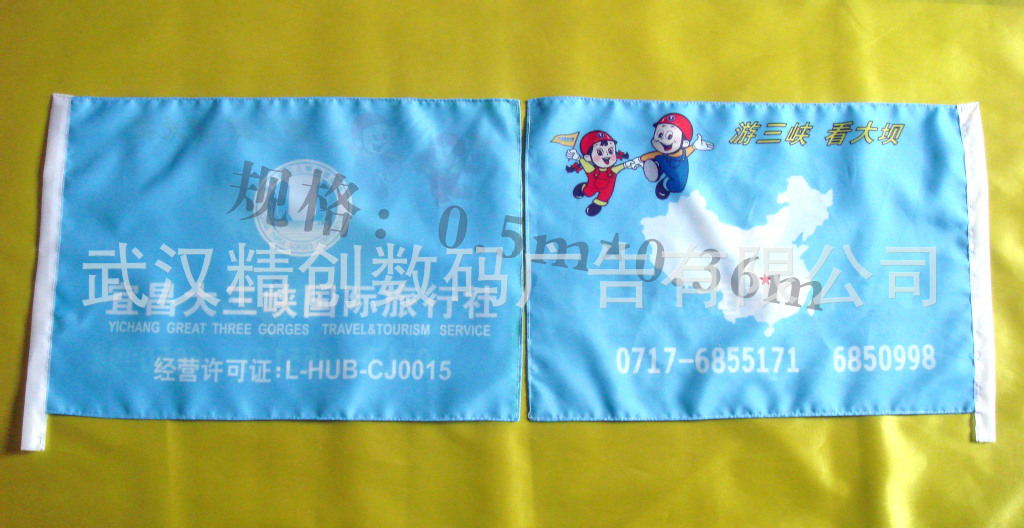 游三峡 看大坝
规格：0.5m*0.36m
武汉精创数码广告有限公司
宜昌大三峡国际旅行社
YICHANG GREAT THREE GORGES TRAVEL&TOURISM SERVICE
经营许可证:L-HUB-CJ0015
0717-6855171 6850998